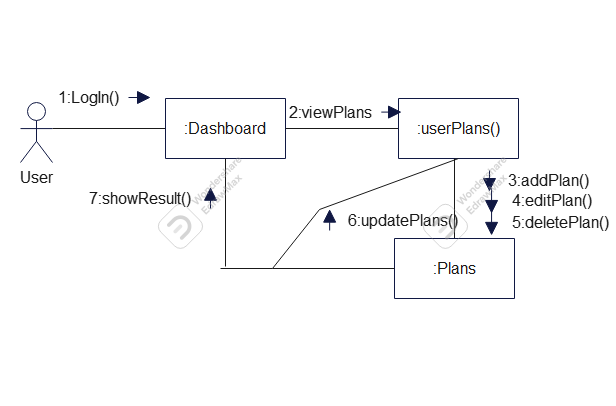 1:LogIn()
:Dashboard
2:viewPlans
:userPlans()
User
7:showResult()
3:addPlan()
4:editPlan()
5:deletePlan()
6:updatePlans()
:Plans
Wondershare
EdrawMax
Wondershare
EdrawMax